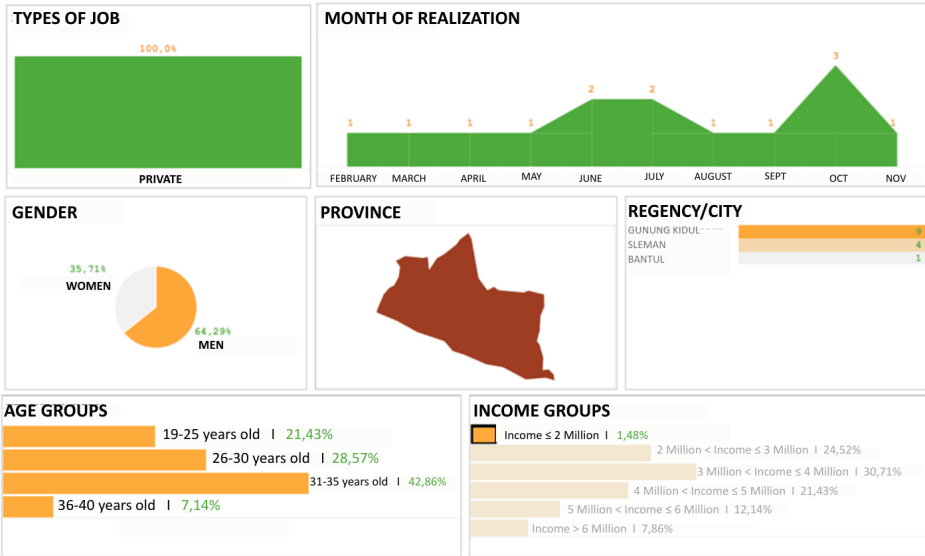 TYPES OF JOB
100,0%
PRIVATE
MONTH OF REALIZATION
1
1
1
1
2
2
1
1
3
1
FEBRUARY
MARCH
APRIL
MAY
JUNE
JULY
AUGUST
SEPT
OCT
NOV
GENDER
35,71%
WOMEN
64,29%
MEN
PROVINCE
REGENCY/CITY
GUNUNG KIDUL 9
SLEMAN 4
BANTUL 1
AGE GROUPS
19-25 years old I 21,43%
26-30 years old I 28,57%
31-35 years old I 42,86%
36-40 years old I 7,14%
INCOME GROUPS
Income ≤ 2 Million I 1,48%
2 Million < Income ≤ 3 Million I 24,52%
3 Million < Income ≤ 4 Million I 30,71%
4 Million < Income ≤ 5 Million I 21,43%
5 Million < Income ≤ 6 Million I 12,14%
Income > 6 Million I 7,86%